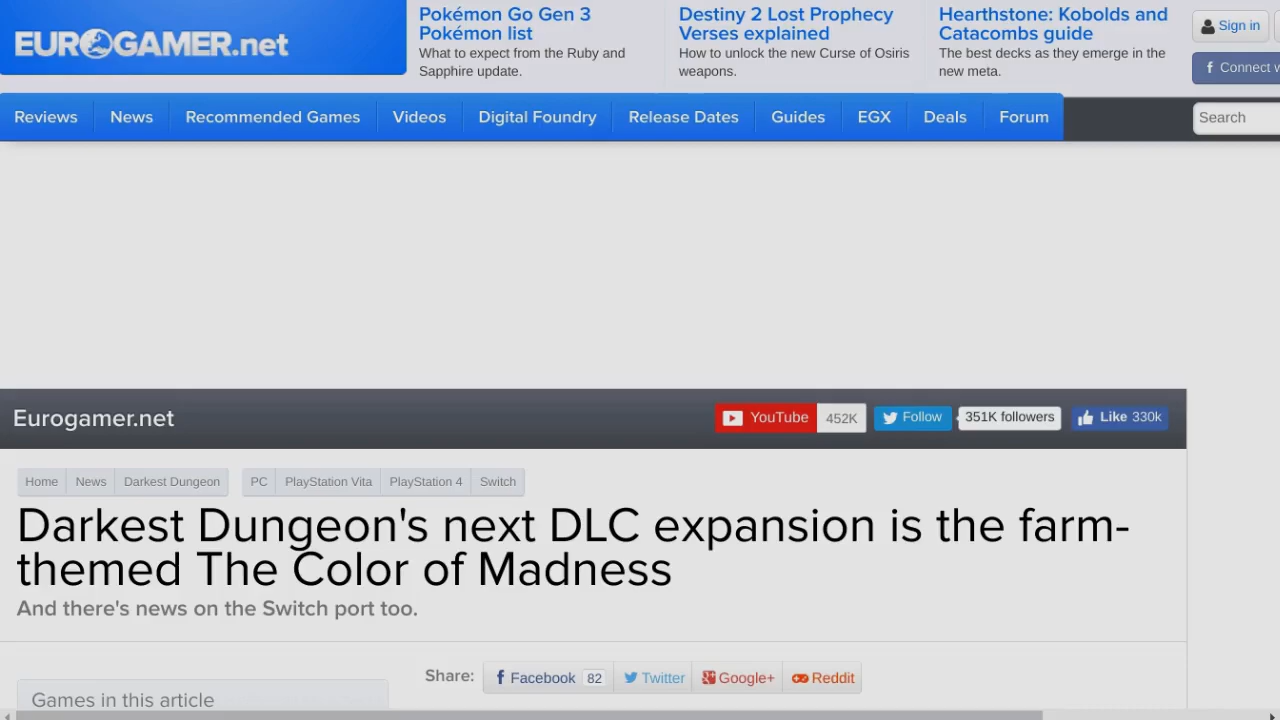 EUROGAMER.net
Pokémon Go Gen 3
Pokémon list
What to expect from the Ruby and
Sapphire update.
Destiny 2 Lost Prophecy
Verses explained
How to unlock the new Curse of Osiris
weapons.
Hearthstone: Kobolds and
Catacombs guide
The best decks as they emerge in the
new meta.
Sign in
Connect
Reviews News Recommended Games Videos Digital Foundry Release Dates Guides EGX Deals Forum
Search
Eurogamer.net
YouTube 452K Follow 351K followers Like 330k
Home News Darkest Dungeon PC PlayStation Vita PlayStation 4 Switch
Darkest Dungeon's next DLC expansion is the farm-
themed The Color of Madness
And there's news on the Switch port too.
Share: Facebook 82 Twitter Google+ Reddit
Games in this article